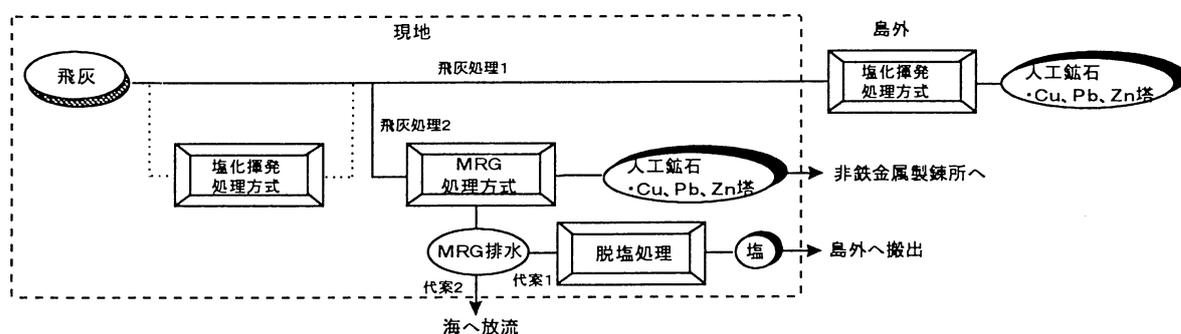 現地
島外
飛灰
飛灰処理1
塩化揮発
処理方式
人工鉱石
・Cu、Pb、Zn塔
飛灰処理2
塩化揮発
処理方式
MRG
処理方式
人工鉱石
・Cu、Pb、Zn塔
非鉄金属製錬所へ
MRG排水
脱塩処理
塩
島外へ搬出
代案1
代案2
海へ放流